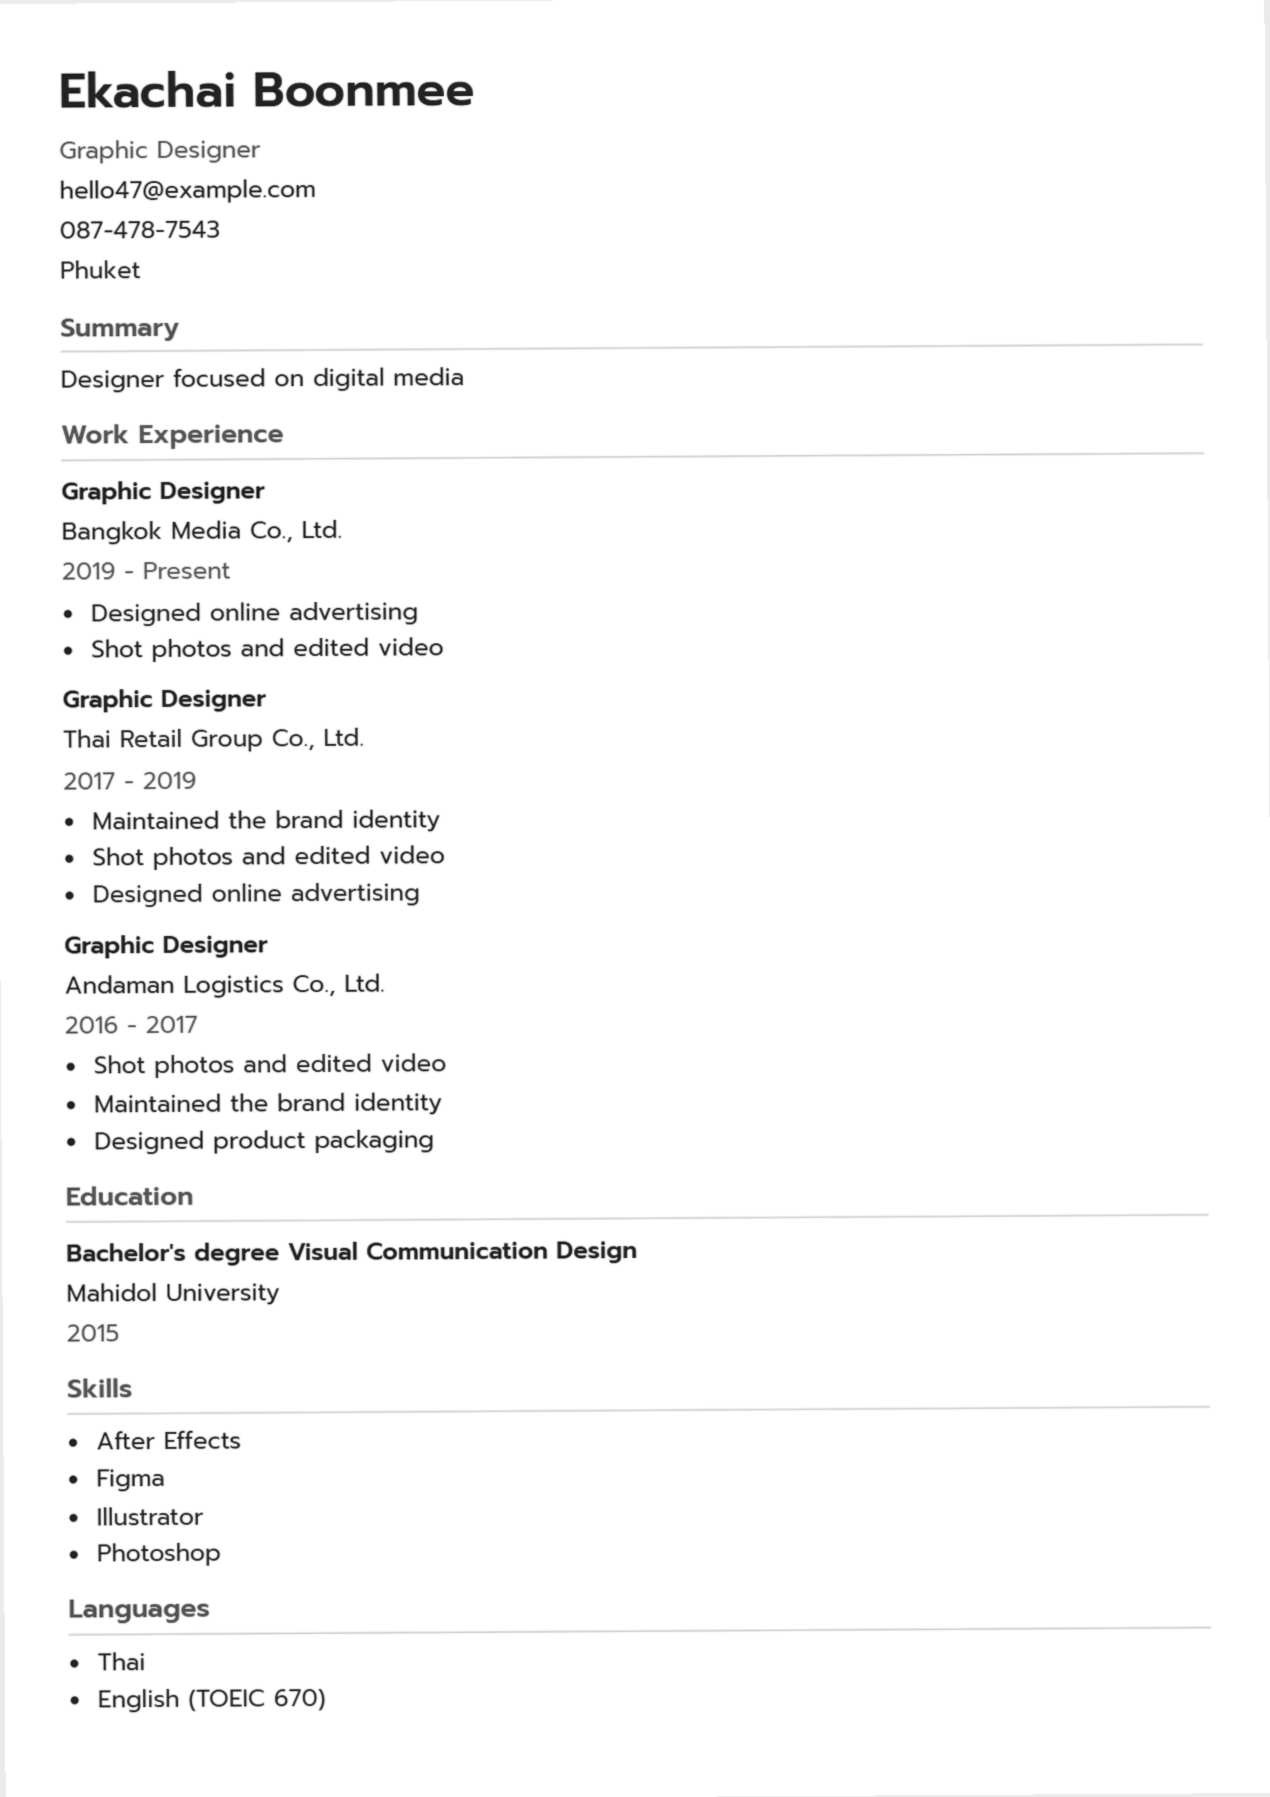 Ekachai Boonmee
Graphic Designer
hello47@example.com
087-478-7543
Phuket
Summary
Designer focused on digital media
Work Experience
Graphic Designer
Bangkok Media Co., Ltd.
2019 - Present
• Designed online advertising
• Shot photos and edited video
Graphic Designer
Thai Retail Group Co., Ltd.
2017 - 2019
• Maintained the brand identity
• Shot photos and edited video
• Designed online advertising
Graphic Designer
Andaman Logistics Co., Ltd.
2016 - 2017
• Shot photos and edited video
• Maintained the brand identity
• Designed product packaging
Education
Bachelor's degree Visual Communication Design
Mahidol University
2015
Skills
• After Effects
• Figma
• Illustrator
• Photoshop
Languages
• Thai
• English (TOEIC 670)